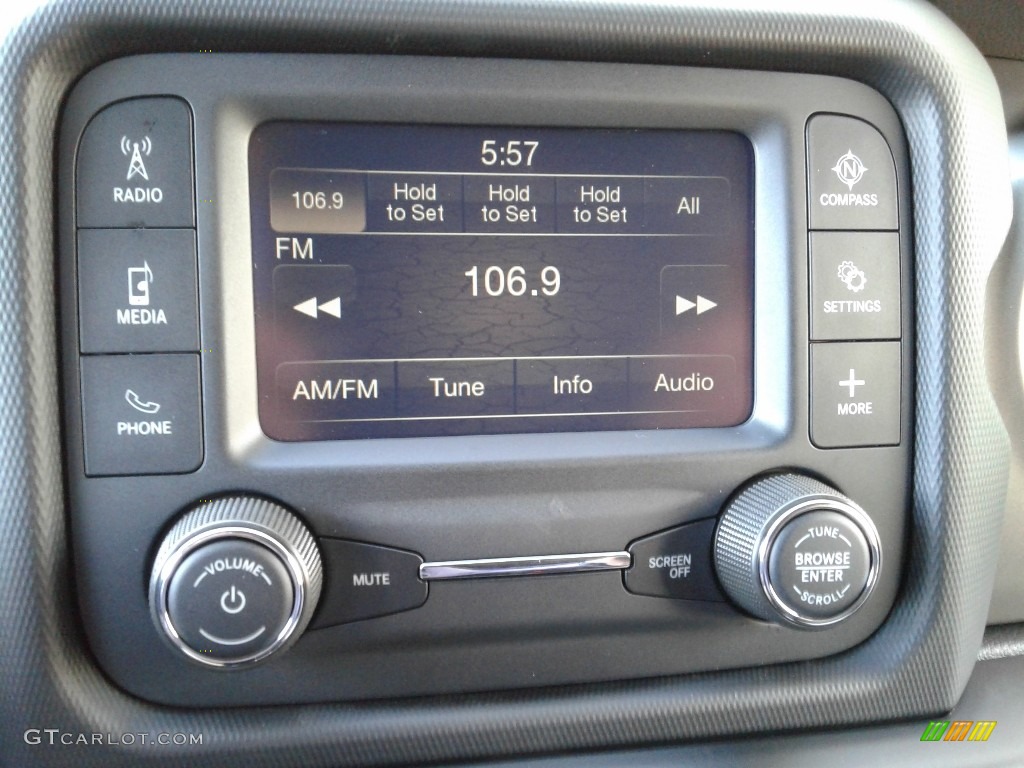 5:57
106.9 Hold to Set Hold to Set Hold to Set All
FM
106.9
AM/FM Tune Info Audio
RADIO
MEDIA
PHONE
N
COMPASS
SETTINGS
MORE
VOLUME
MUTE
SCREEN
OFF
TUNE
BROWSE
ENTER
SCROLL
GTCARLOT.COM